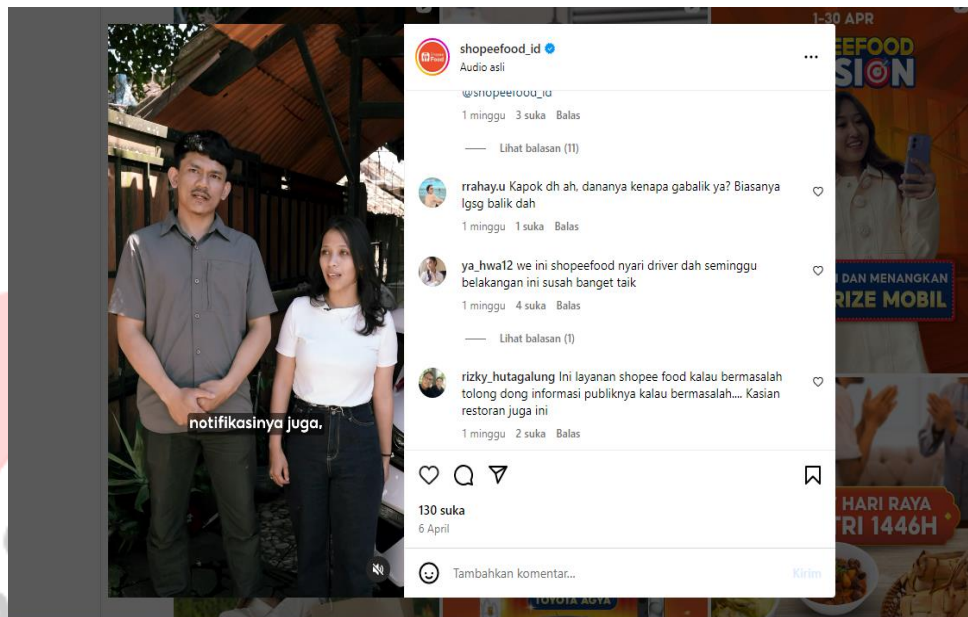 shopeefood_id
Audio asli
@shopeefood_id
1 minggu 3 suka Balas
Lihat balasan (11)
rrahay.u Kapok dh ah, dananya kenapa gabalik ya? Biasanya
lgsg balik dah
1 minggu 1 suka Balas
ya_hwa12 we ini shopeefood nyari driver dah seminggu
belakangan ini susah banget taik
1 minggu 4 suka Balas
Lihat balasan (1)
rizky_hutagalung Ini layanan shopee food kalau bermasalah
tolong dong informasi publiknya kalau bermasalah.... Kasian
restoran juga ini
1 minggu 2 suka Balas
130 suka
6 April
Tambahkan komentar...
Kirim
notifikasinya juga,
1-30 APR
EEFOOD
SION
DAN MENANGKAN
RIZE MOBIL
HARI RAYA
TRI 1446H
TOYOTA AGYA